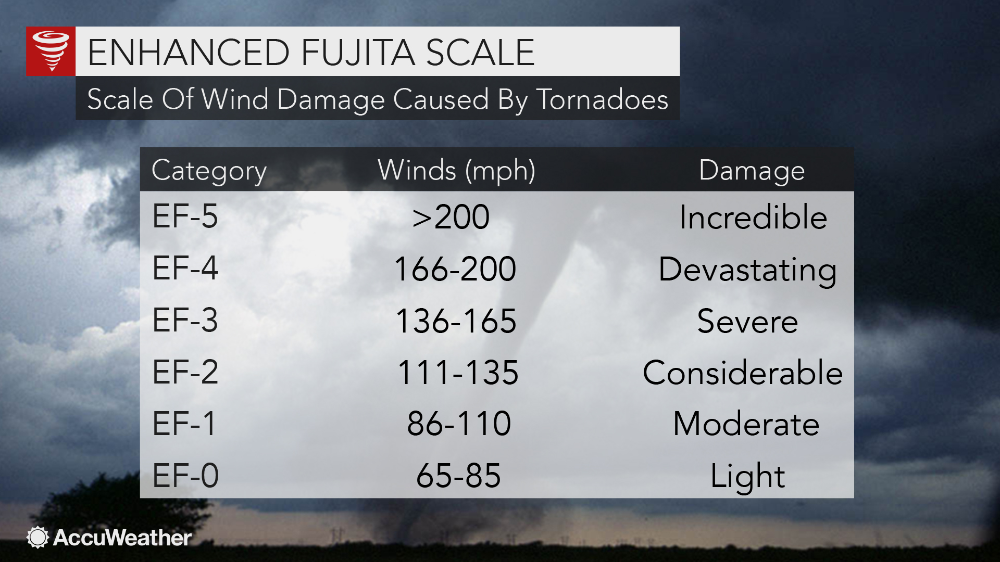 ENHANCED FUJITA SCALE
Scale Of Wind Damage Caused By Tornadoes
Category Winds (mph) Damage
EF-5 >200 Incredible
EF-4 166-200 Devastating
EF-3 136-165 Severe
EF-2 111-135 Considerable
EF-1 86-110 Moderate
EF-0 65-85 Light
AccuWeather